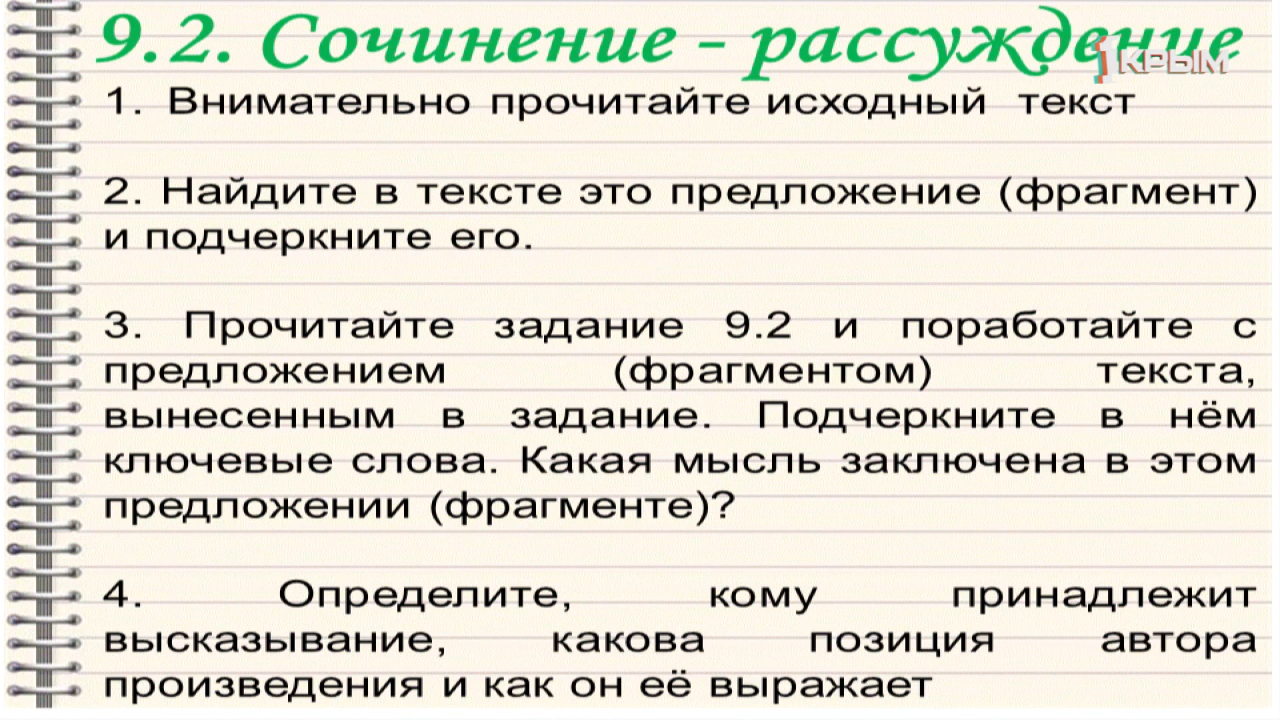 9.2. Сочинение – рассуждение
1 КРЫМ
1. Внимательно прочитайте исходный текст
2. Найдите в тексте это предложение (фрагмент)
и подчеркните его.
3. Прочитайте задание 9.2 и поработайте с
предложением (фрагментом) текста,
вынесенным в задание. Подчеркните в нём
ключевые слова. Какая мысль заключена в этом
предложении (фрагменте)?
4. Определите, кому принадлежит
высказывание, какова позиция автора
произведения и как он её выражает